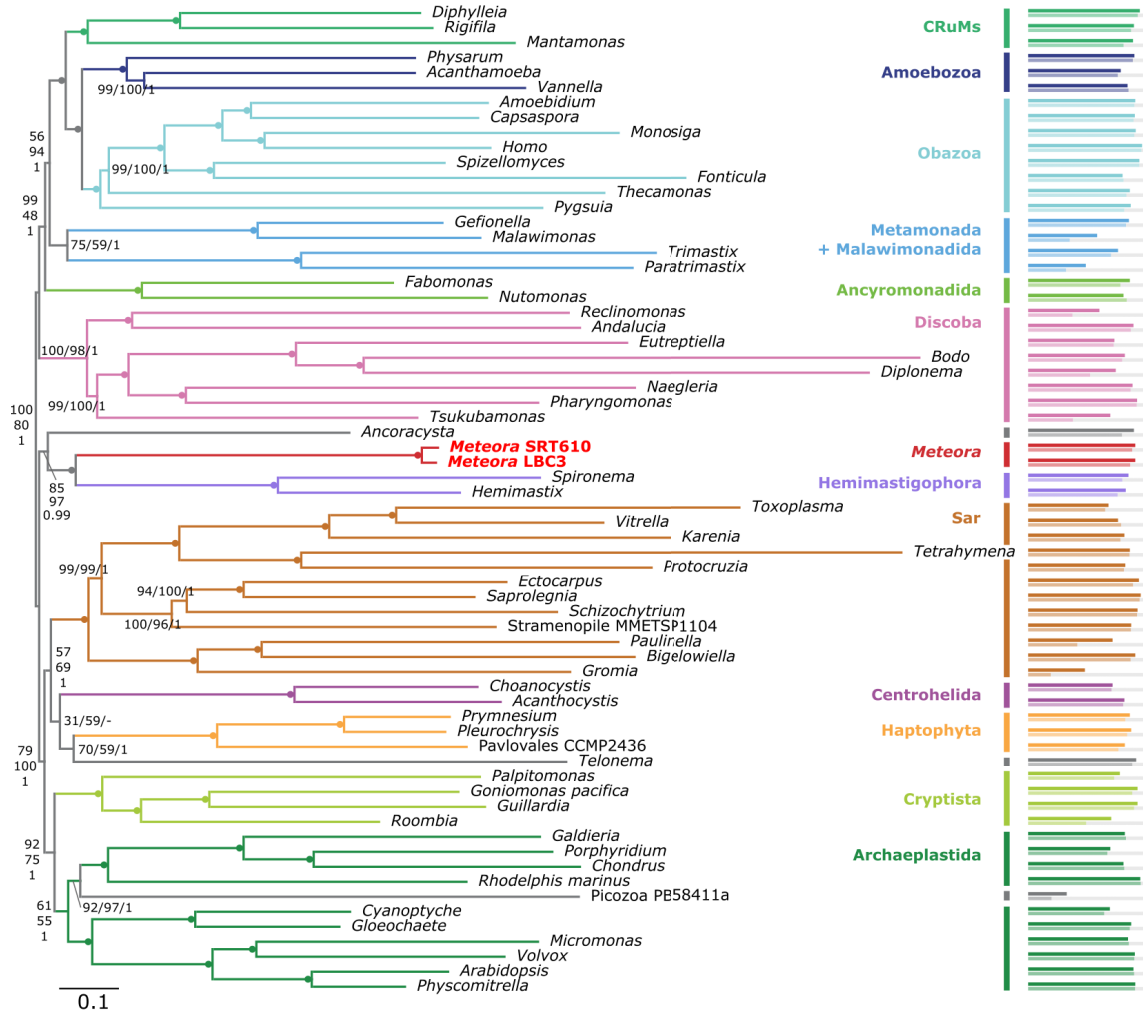 Diphylleia
Rigifila
CRuMs
Mantamonas
Physarum
Acanthamoeba
Amoebozoa
99/100/1
Vannella
Amoebidium
Capsaspora
56
94
1
Monosiga
Homo
Obazoa
99/100/1
Spizellomyces
Fonticula
Thecamonas
99
48
1
Pygsuia
Gefionella
Metamonada
+ Malawimonadida
75/59/1
Malawimonas
Trimastix
Paratrimastix
Fabomonas
Ancyromonadida
Nutomonas
Reclinomonas
Discoba
Andalucia
100/98/1
Eutreptiella
Bodo
Diplonema
99/100/1
Naegleria
Pharyngomonas
100
80
1
Tsukubamonas
Ancoracysta
Meteora SRT610
Meteora
Meteora LBC3
85
97
0.99
Spironema
Hemimastigophora
Hemimastix
Toxoplasma
Sar
Vitrella
Karenia
Tetrahymena
99/99/1
Protocruzia
Ectocarpus
94/100/1
Saprolegnia
Schizochytrium
100/96/1
Stramenopile MMETSP1104
Paulinella
57
69
1
Bigelowiella
Gromia
Choanocystis
Centrohelida
Acanthocystis
31/59/-
Prymnesium
Haptophyta
Pleurochrysis
70/59/1
Pavlovales CCMP2436
79
100
1
Telonema
Palpitomonas
Goniomonas pacifica
Cryptista
Guillardia
Roombia
92
75
1
Galdieria
Porphyridium
Archaeplastida
Chondrus
Rhodelphis marinus
92/97/1
Picozoa PB58411a
61
55
1
Cyanoptyche
Gloeochaete
Micromonas
Volvox
Arabidopsis
Physcomitrella
0.1